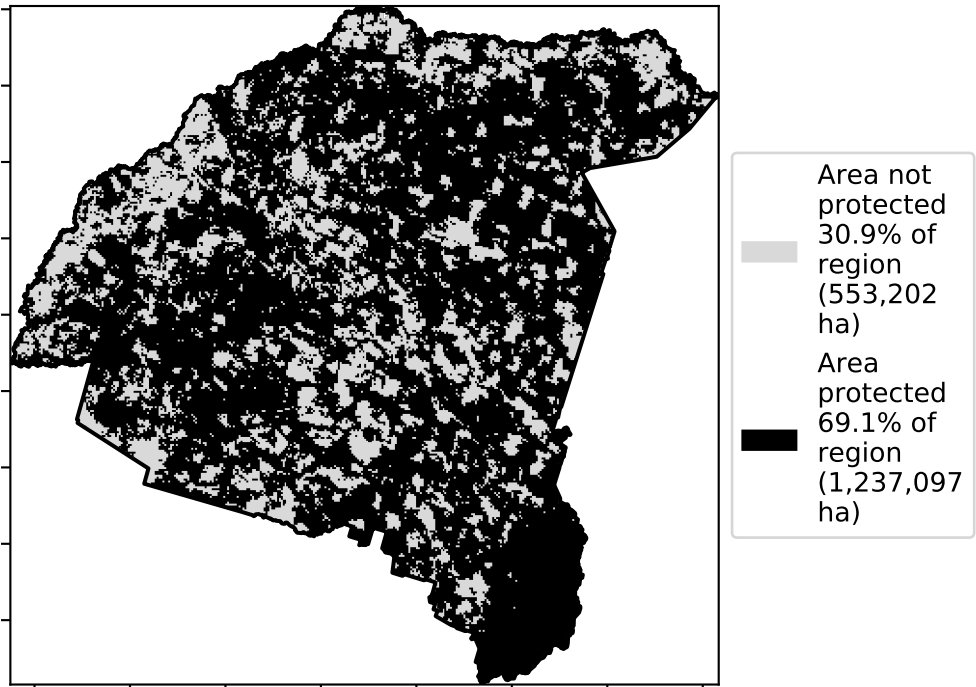 Area not
protected
30.9% of
region
(553,202
ha)
Area
protected
69.1% of
region
(1,237,097
ha)